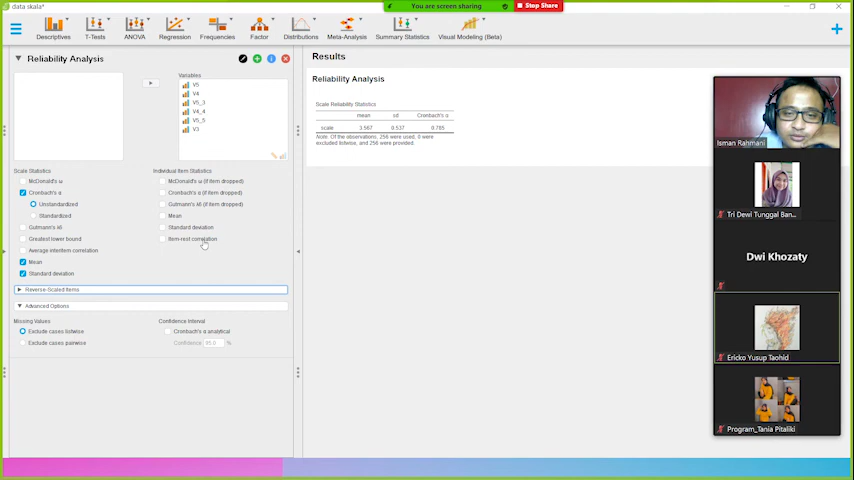 data skala*
You are screen sharing
Stop Share
Descriptives
T-Tests
ANOVA
Regression
Frequencies
Factor
Distributions
Meta-Analysis
Summary Statistics
Visual Modeling (Beta)
Reliability Analysis
Variables
V5
V4
V5_3
V4_4
V5_5
V3
Scale Statistics
Individual Item Statistics
McDonald's ω
McDonald's ω (if item dropped)
Cronbach's α
Cronbach's α (if item dropped)
Unstandardized
Gutmann's λ6 (if item dropped)
Standardized
Mean
Gutmann's λ6
Standard deviation
Greatest lower bound
Item-rest correlation
Average interitem correlation
Mean
Standard deviation
Reverse-Scaled Items
Advanced Options
Missing Values
Confidence Interval
Exclude cases listwise
Cronbach's α analytical
Exclude cases pairwise
Confidence 95.0 %
Results
Reliability Analysis
Scale Reliability Statistics
mean sd Cronbach's α
scale 3.567 0.537 0.785
Note. Of the observations, 256 were used, 0 were
excluded listwise, and 256 were provided.
Isman Rahmani
Tri Dewi Tunggal Ban...
Dwi Khozaty
Ericko Yusup Taohid
Program_Tania Pitaliki